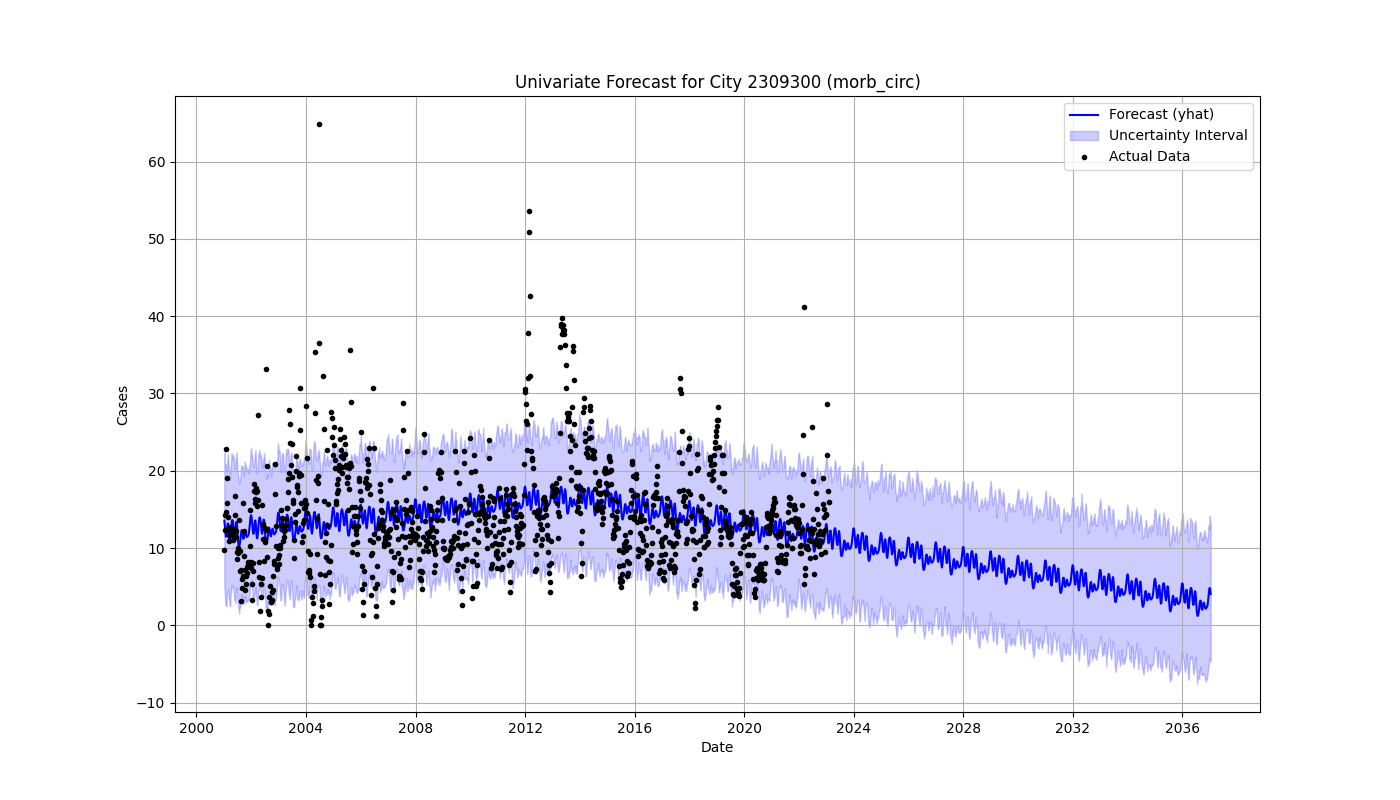 Univariate Forecast for City 2309300 (morb_circ)
Forecast (yhat)
Uncertainty Interval
Actual Data
60
50
40
30
20
10
0
−10
Cases
2000 2004 2008 2012 2016 2020 2024 2028 2032 2036
Date